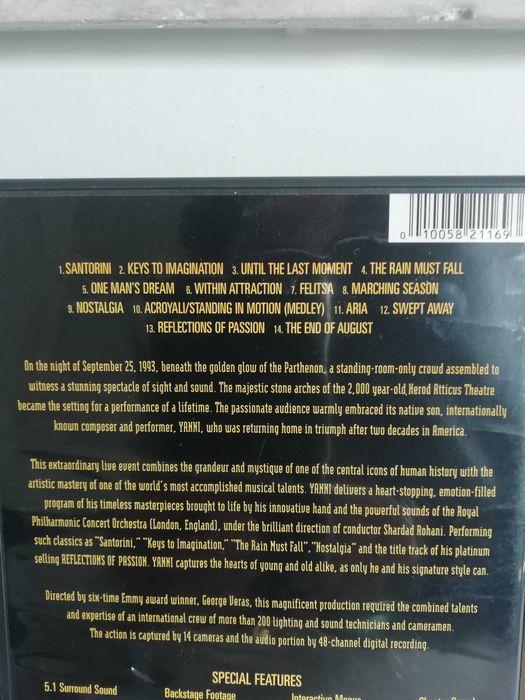 0 10058 21169
1. SANTORINI 2. KEYS TO IMAGINATION 3. UNTIL THE LAST MOMENT 4. THE RAIN MUST FALL
5. ONE MAN'S DREAM 6. WITHIN ATTRACTION 7. FELITSA 8. MARCHING SEASON
9. NOSTALGIA 10. ACROYALI/STANDING IN MOTION (MEDLEY) 11. ARIA 12. SWEPT AWAY
13. REFLECTIONS OF PASSION 14. THE END OF AUGUST
On the night of September 25, 1993, beneath the golden glow of the Parthenon, a standing-room-only crowd assembled to
witness a stunning spectacle of sight and sound. The majestic stone arches of the 2,000 year-old Herod Atticus Theatre
became the setting for a performance of a lifetime. The passionate audience warmly embraced its native son, internationally
known composer and performer, YANNI, who was returning home in triumph after two decades in America.
This extraordinary live event combines the grandeur and mystique of one of the central icons of human history with the
artistic mastery of one of the world's most accomplished musical talents. YANNI delivers a heart-stopping, emotion-filled
program of his timeless masterpieces brought to life by his innovative hand and the powerful sounds of the Royal
Philharmonic Concert Orchestra (London, England), under the brilliant direction of conductor Shardad Rohani. Performing
such classics as "Santorini," "Keys to Imagination," "The Rain Must Fall", "Nostalgia" and the title track of his platinum
selling REFLECTIONS OF PASSION. YANNI captures the hearts of young and old alike, as only he and his signature style can.
Directed by six-time Emmy award winner, George Veras, this magnificent production required the combined talents
and expertise of an international crew of more than 200 lighting and sound technicians and cameramen.
The action is captured by 14 cameras and the audio portion by 48-channel digital recording.
SPECIAL FEATURES
5.1 Surround Sound Backstage Footage Interactive Menus